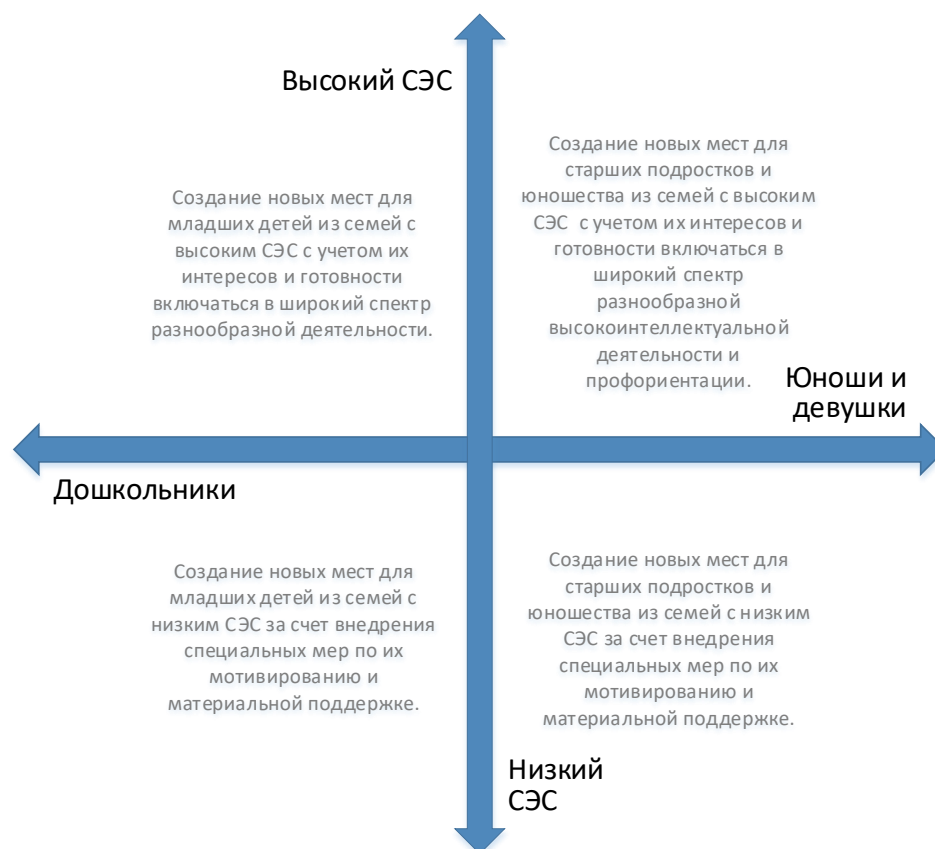 Высокий СЭС
Создание новых мест для
младших детей из семей с
высоким СЭС с учетом их
интересов и готовности
включаться в широкий спектр
разнообразной деятельности.
Создание новых мест для
старших подростков и
юношества из семей с высоким
СЭС с учетом их интересов и
готовности включаться в
широкий спектр
разнообразной
высокоинтеллектуальной
деятельности и
профориентации.
Юноши и
девушки
Дошкольники
Создание новых мест для
младших детей из семей с
низким СЭС за счет внедрения
специальных мер по их
мотивированию и
материальной поддержке.
Создание новых мест для
старших подростков и
юношества из семей с низким
СЭС за счет внедрения
специальных мер по их
мотивированию и
материальной поддержке.
Низкий
СЭС